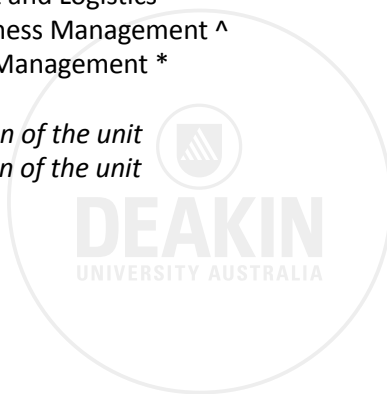 and Logistics
ness Management ^
Management *
n of the unit
n of the unit
DEAKIN
UNIVERSITY AUSTRALIA